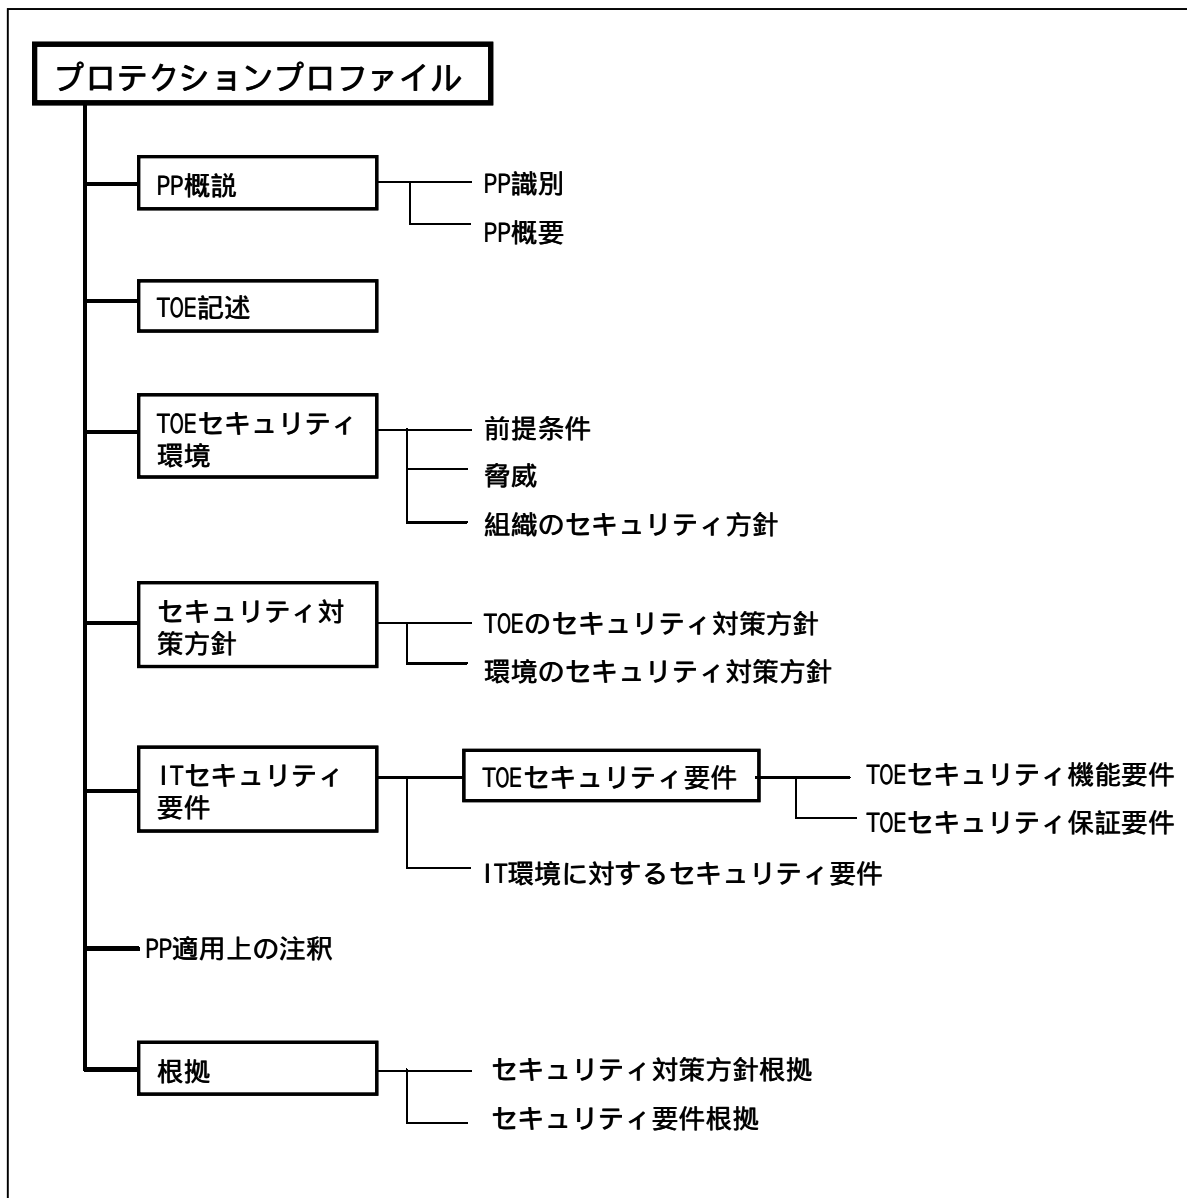 プロテクションプロファイル
PP概説
PP識別
PP概要
TOE記述
TOEセキュリティ
環境
前提条件
脅威
組織のセキュリティ方針
セキュリティ対
策方針
TOEのセキュリティ対策方針
環境のセキュリティ対策方針
ITセキュリティ
要件
TOEセキュリティ要件
TOEセキュリティ機能要件
TOEセキュリティ保証要件
IT環境に対するセキュリティ要件
PP適用上の注釈
根拠
セキュリティ対策方針根拠
セキュリティ要件根拠